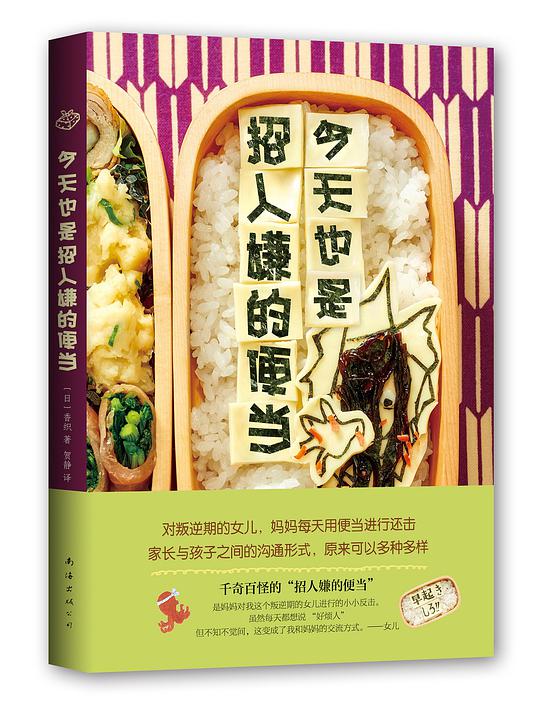 今天也是
招人嫌的便当
今天也是招人嫌的便当
〔日〕香织 著 贺静 译
南海出版公司
对叛逆期的女儿，妈妈每天用便当进行还击
家长与孩子之间的沟通形式，原来可以多种多样
千奇百怪的“招人嫌的便当”
是妈妈对我这个叛逆期的女儿进行的小小反击。
虽然每天都想说“好烦人”
但不知不觉间，这变成了我和妈妈的交流方式。——女儿
早起き
しろ!!